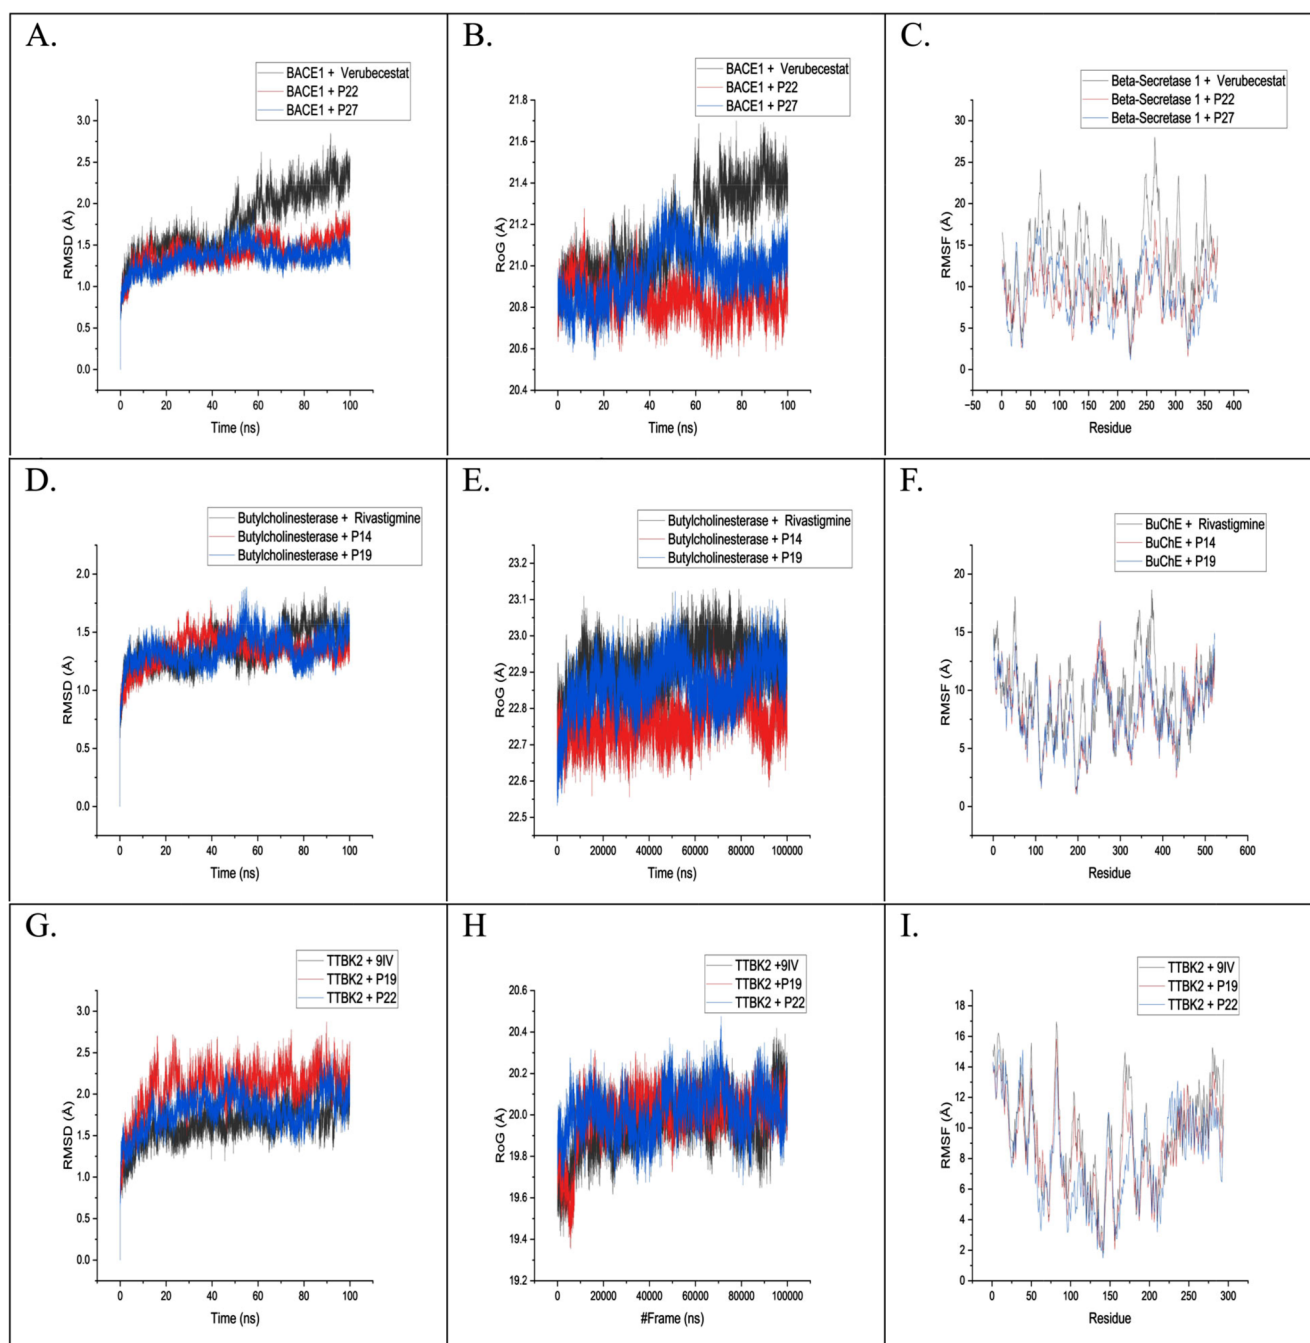 A.
BACE1 + Verubecestat
BACE1 + P22
BACE1 + P27
RMSD (Å)
3.0
2.5
2.0
1.5
1.0
0.5
0.0
0 20 40 60 80 100
Time (ns)
B.
BACE1 + Verubecestat
BACE1 + P22
BACE1 + P27
RoG (Å)
21.8
21.4
21.2
21.0
20.8
20.6
20.4
0 20 40 60 80 100
Time (ns)
C.
Beta-Secretase 1 + Verubecestat
Beta-Secretase 1 + P22
Beta-Secretase 1 + P27
RMSF (Å)
30
25
20
15
10
5
0
−50 0 50 100 150 200 250 300 350 400
Residue
D.
Butylcholinesterase + Rivastigmine
Butylcholinesterase + P14
Butylcholinesterase + P19
RMSD (Å)
2.0
1.5
1.0
0.5
0.0
0 20 40 60 80 100
Time (ns)
E.
Butylcholinesterase + Rivastigmine
Butylcholinesterase + P14
Butylcholinesterase + P19
RoG (Å)
23.2
23.1
23.0
22.9
22.8
22.7
22.6
22.5
0 20000 40000 60000 80000 100000
Time (ns)
F.
BuChE + Rivastigmine
BuChE + P14
BuChE + P19
RMSF (Å)
20
15
10
5
0
0 100 200 300 400 500 600
Residue
G.
TTBK2 + 9IV
TTBK2 + P19
TTBK2 + P22
RMSD (Å)
3.0
2.5
2.0
1.5
1.0
0.5
0.0
0 20 40 60 80 100
Time (ns)
H
TTBK2 +9IV
TTBK2 +P19
TTBK2 + P22
RoG (Å)
20.6
20.4
20.2
20.0
19.8
19.6
19.4
19.2
0 20000 40000 60000 80000 100000
#Frame (ns)
I.
TTBK2 + 9IV
TTBK2 + P19
TTBK2 + P22
RMSF (Å)
18
16
14
12
10
8
6
4
2
0
0 50 100 150 200 250 300
Residue